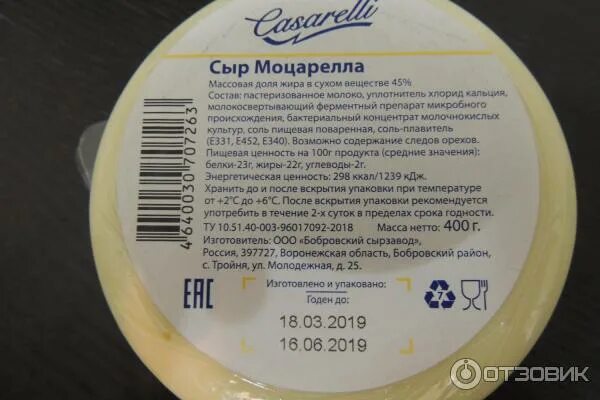 Casarelli
Сыр Моцарелла
Массовая доля жира в сухом веществе 45%
Состав: пастеризованное молоко, уплотнитель хлорид кальция,
молокосвертывающий ферментный препарат микробного
происхождения, бактериальный концентрат молочнокислых
культур, соль пищевая поваренная, соль-плавитель
(Е331, Е452, Е340). Возможно содержание следов орехов.
Пищевая ценность на 100г продукта (средние значения):
белки-23г, жиры-22г, углеводы-2г.
Энергетическая ценность: 298 ккал/1239 кДж.
Хранить до и после вскрытия упаковки при температуре
от +2°С до +6°С. После вскрытия упаковки рекомендуется
употребить в течение 2-х суток в пределах срока годности.
ТУ 10.51.40-003-96017092-2018 Масса нетто: 400 г.
Изготовитель: ООО «Бобровский сырзавод»,
Россия, 397727, Воронежская область, Бобровский район,
с. Тройня, ул. Молодежная, д. 25.
4640030707263
ЕАС
Изготовлено и упаковано:
Годен до:
7
18.03.2019
16.06.2019
ОТЗОВИК